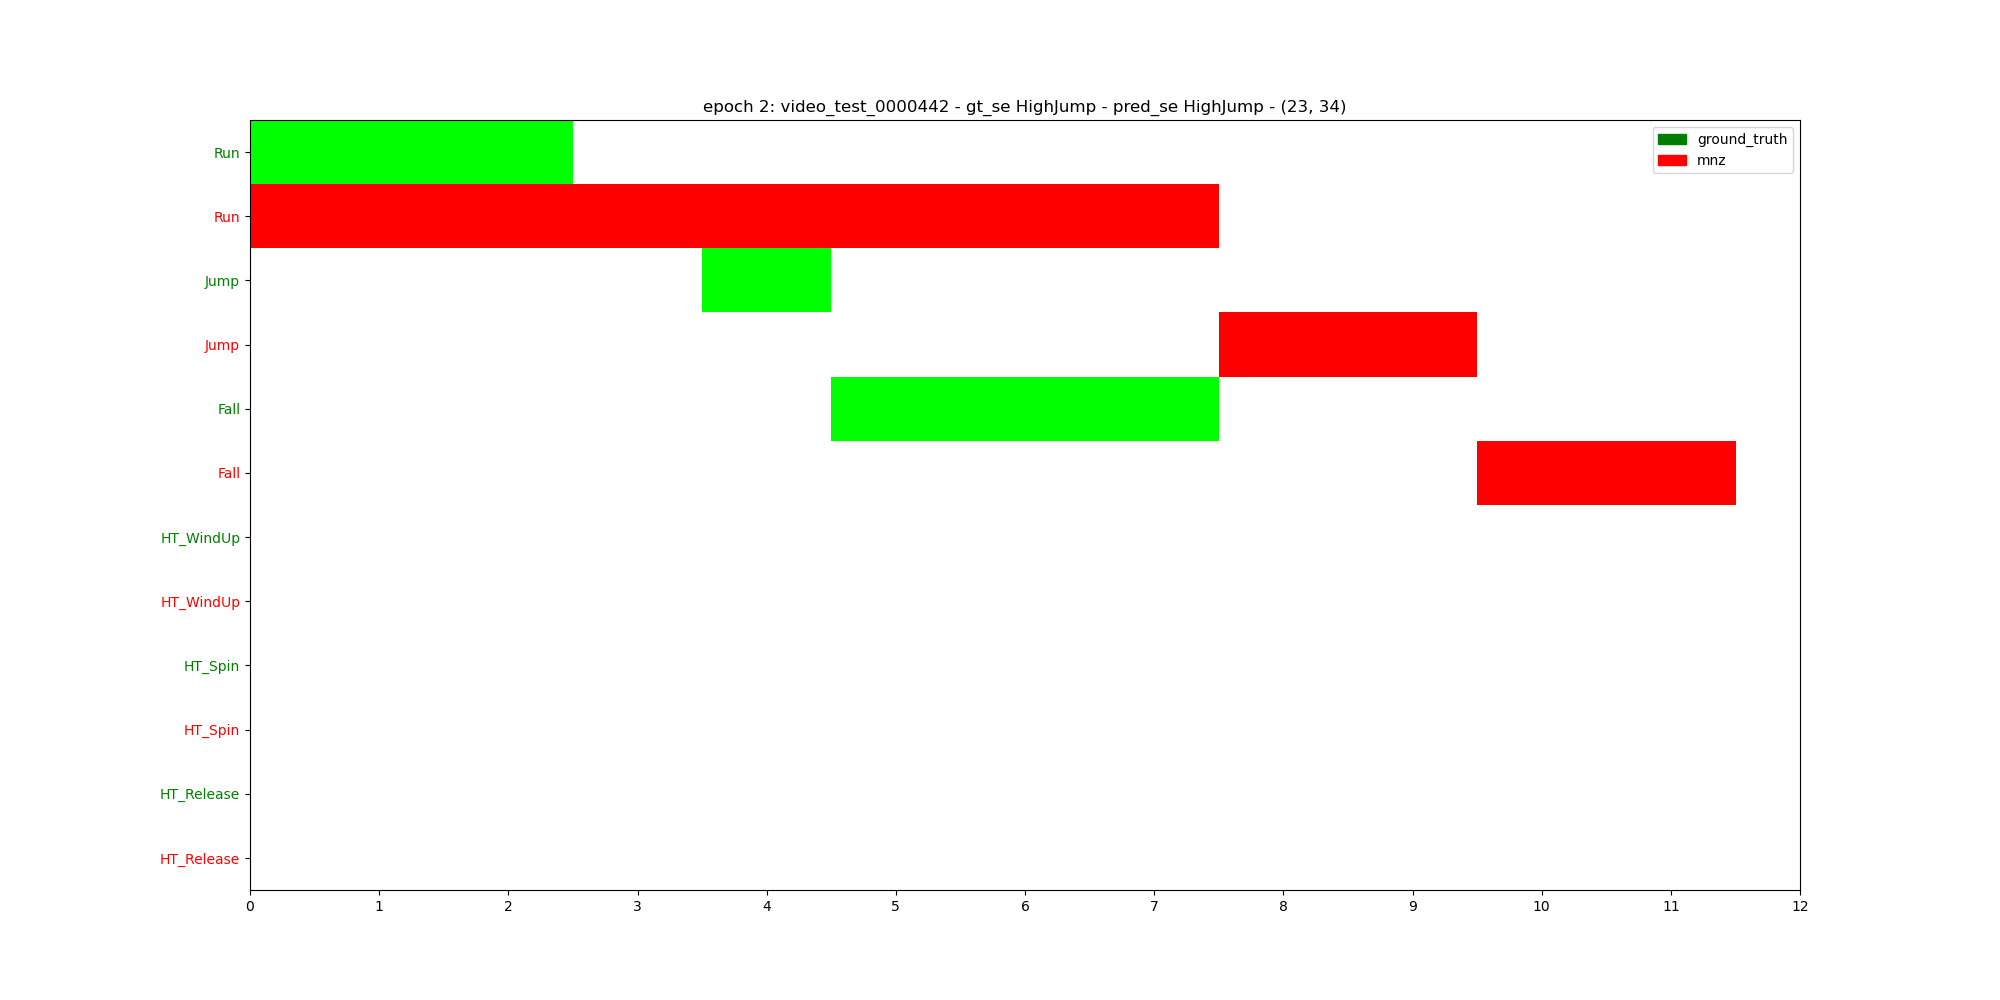 epoch 2: video_test_0000442 - gt_se HighJump - pred_se HighJump - (23, 34)
ground_truth
mnz
Run
Run
Jump
Jump
Fall
Fall
HT_WindUp
HT_WindUp
HT_Spin
HT_Spin
HT_Release
HT_Release
0 1 2 3 4 5 6 7 8 9 10 11 12